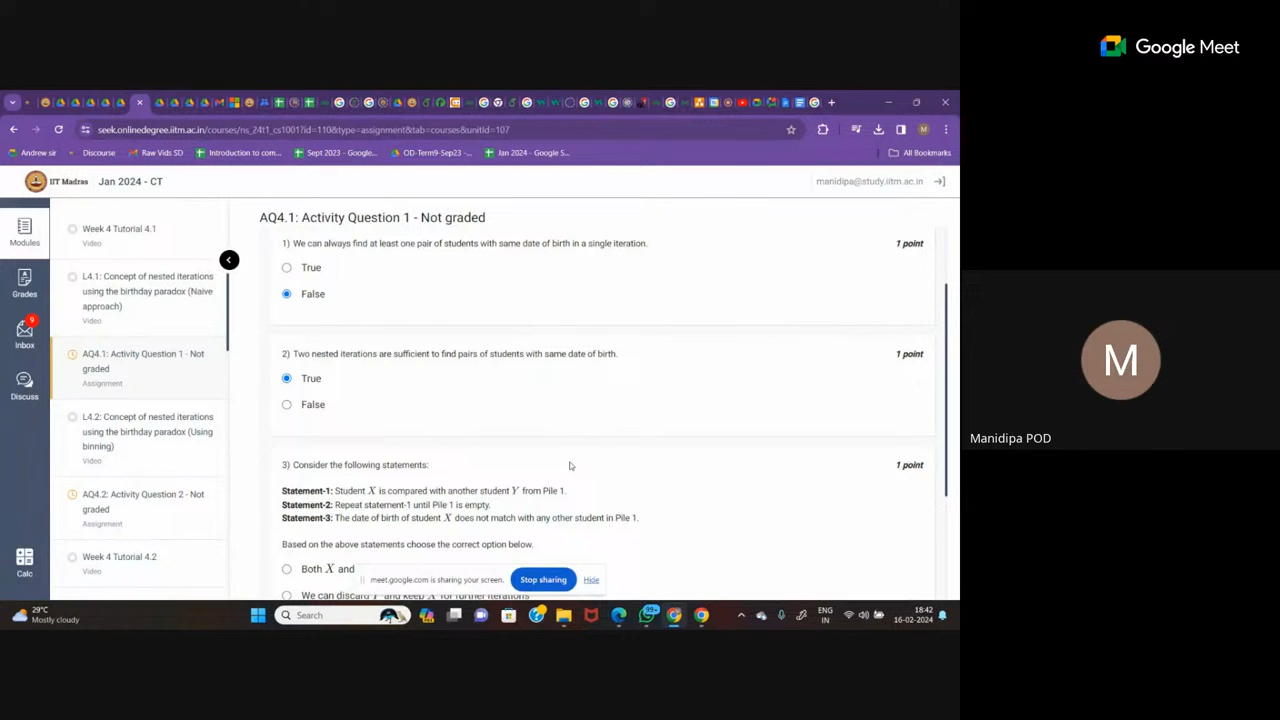 Google Meet
seek.onlinedegree.iitm.ac.in/courses/ns_24t1_cs1001?id=110&type=assignment&tab=courses&unitId=107
M
Andrew sir
Discourse
Raw Vids SD
Introduction to com...
Sept 2023 - Google...
OD-Term9-Sep23 -...
Jan 2024 - Google S...
All Bookmarks
IIT Madras
Jan 2024 - CT
manidipa@study.iitm.ac.in
Modules
Grades
9
Inbox
Discuss
Calc
Week 4 Tutorial 4.1
Video
L4.1: Concept of nested iterations
using the birthday paradox (Naive
approach)
Video
AQ4.1: Activity Question 1 - Not
graded
Assignment
L4.2: Concept of nested iterations
using the birthday paradox (Using
binning)
Video
AQ4.2: Activity Question 2 - Not
graded
Assignment
Week 4 Tutorial 4.2
Video
AQ4.1: Activity Question 1 - Not graded
1) We can always find at least one pair of students with same date of birth in a single iteration.
1 point
True
False
2) Two nested iterations are sufficient to find pairs of students with same date of birth.
1 point
True
False
3) Consider the following statements:
1 point
Statement-1: Student X is compared with another student Y from Pile 1.
Statement-2: Repeat statement-1 until Pile 1 is empty.
Statement-3: The date of birth of student X does not match with any other student in Pile 1.
Based on the above statements choose the correct option below.
Both X and
We can discard Y and keep X for further iterations
meet.google.com is sharing your screen.
Stop sharing
Hide
29°C
Mostly cloudy
Search
99+
ENG
IN
18:42
16-02-2024
M
Manidipa POD